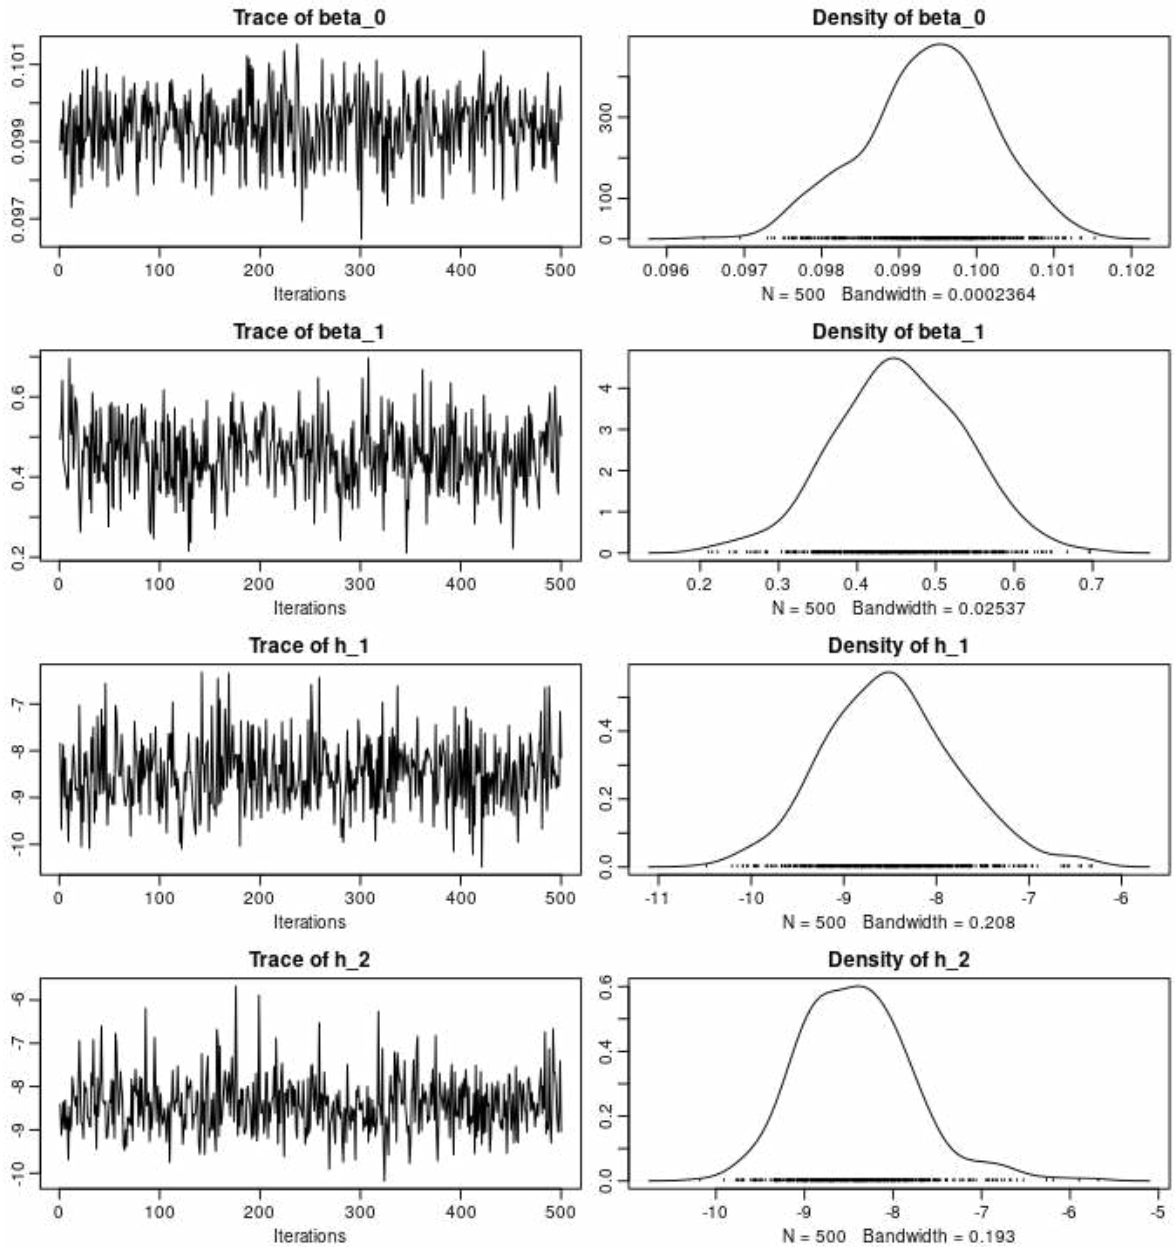 Trace of beta_0
0.097 0.099 0.101
0 100 200 300 400 500
Iterations
Density of beta_0
0 100 300
0.096 0.097 0.098 0.099 0.100 0.101 0.102
N = 500 Bandwidth = 0.0002364
Trace of beta_1
0.2 0.4 0.6
0 100 200 300 400 500
Iterations
Density of beta_1
0 1 2 3 4
0.2 0.3 0.4 0.5 0.6 0.7
N = 500 Bandwidth = 0.02537
Trace of h_1
-10 -9 -8 -7
0 100 200 300 400 500
Iterations
Density of h_1
0.0 0.2 0.4
-11 -10 -9 -8 -7 -6
N = 500 Bandwidth = 0.208
Trace of h_2
-10 -9 -8 -7 -6
0 100 200 300 400 500
Iterations
Density of h_2
0.0 0.2 0.4 0.6
-10 -9 -8 -7 -6 -5
N = 500 Bandwidth = 0.193